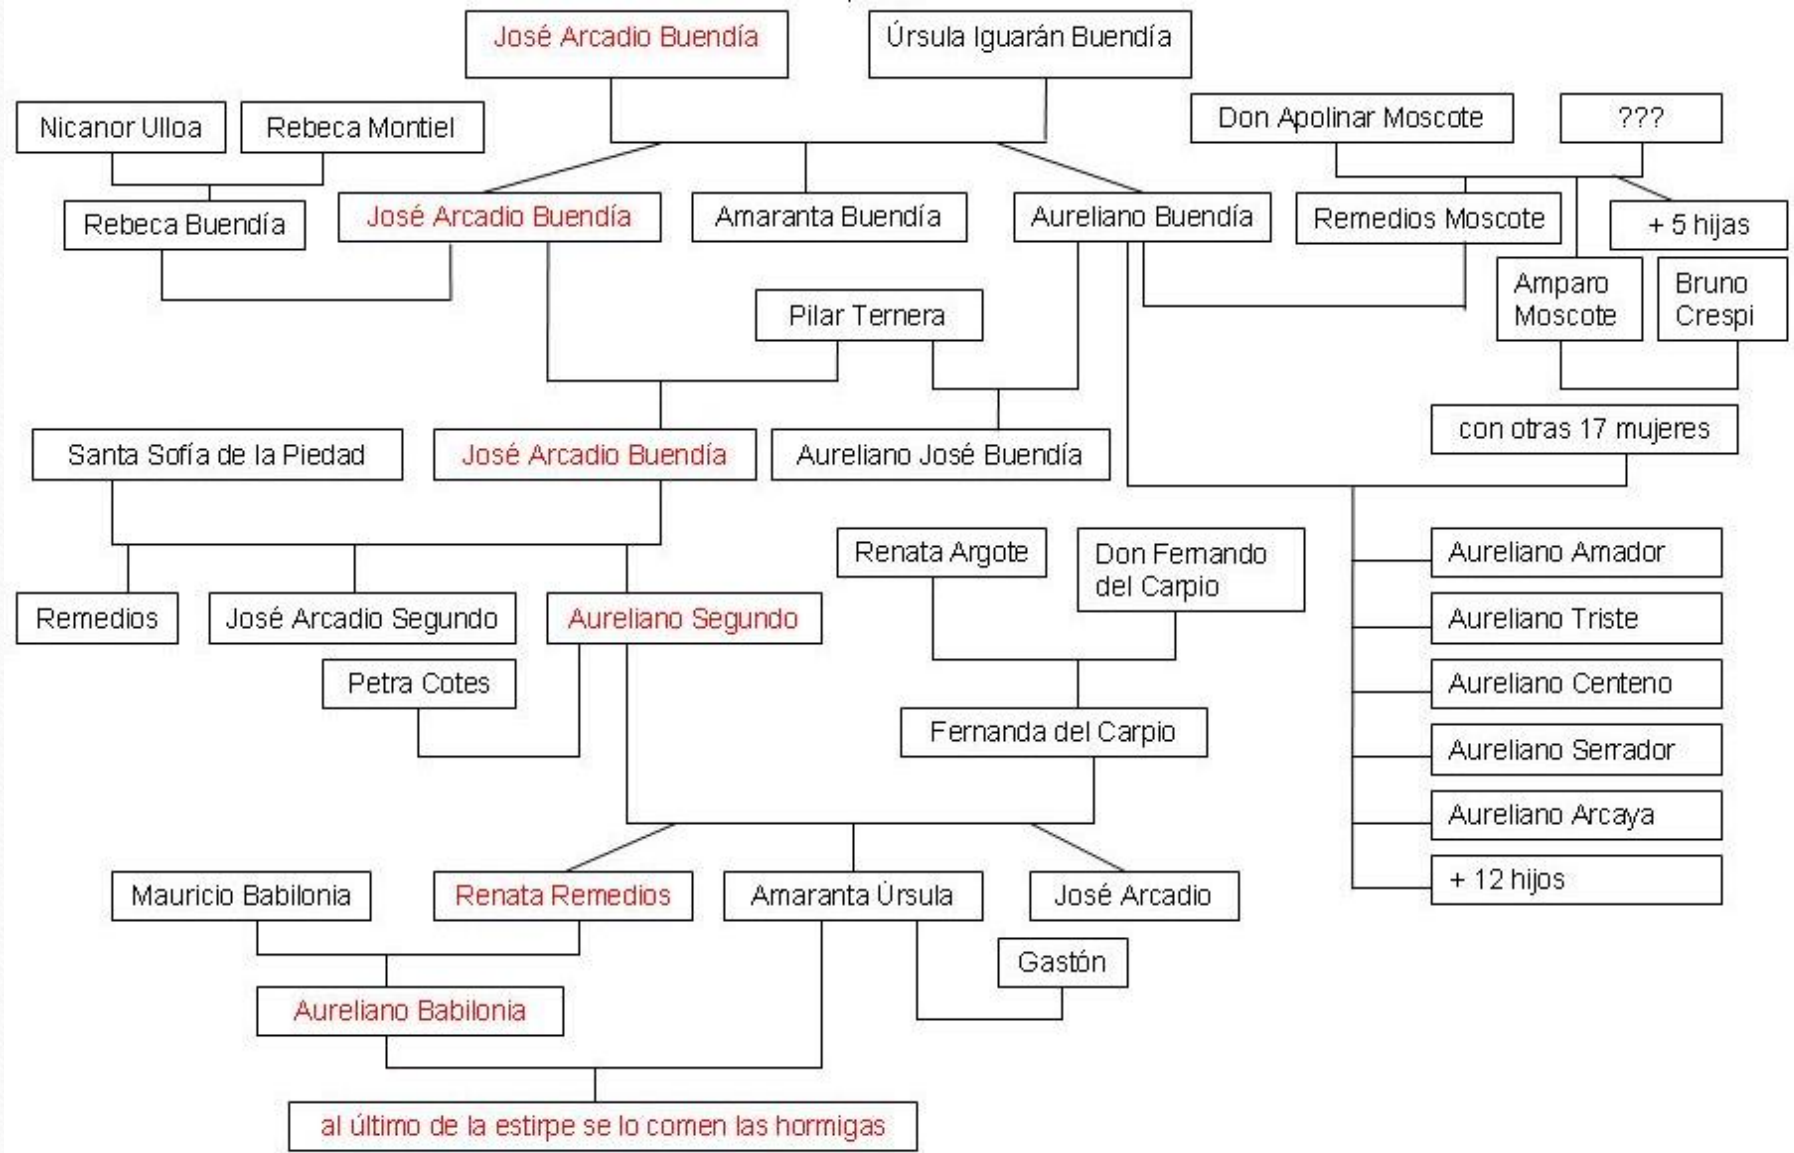 José Arcadio Buendía
Úrsula Iguarán Buendía
Nicanor Ulloa
Rebeca Montiel
Don Apolinar Moscote
???
Rebeca Buendía
José Arcadio Buendía
Amaranta Buendía
Aureliano Buendía
Remedios Moscote
+ 5 hijas
Amparo
Moscote
Bruno
Crespi
Pilar Ternera
con otras 17 mujeres
Santa Sofía de la Piedad
José Arcadio Buendía
Aureliano José Buendía
Renata Argote
Don Fernando
del Carpio
Aureliano Amador
Remedios
José Arcadio Segundo
Aureliano Segundo
Aureliano Triste
Petra Cotes
Aureliano Centeno
Fernanda del Carpio
Aureliano Serrador
Aureliano Arcaya
Mauricio Babilonia
Renata Remedios
Amaranta Úrsula
José Arcadio
+ 12 hijos
Gastón
Aureliano Babilonia
al último de la estirpe se lo comen las hormigas